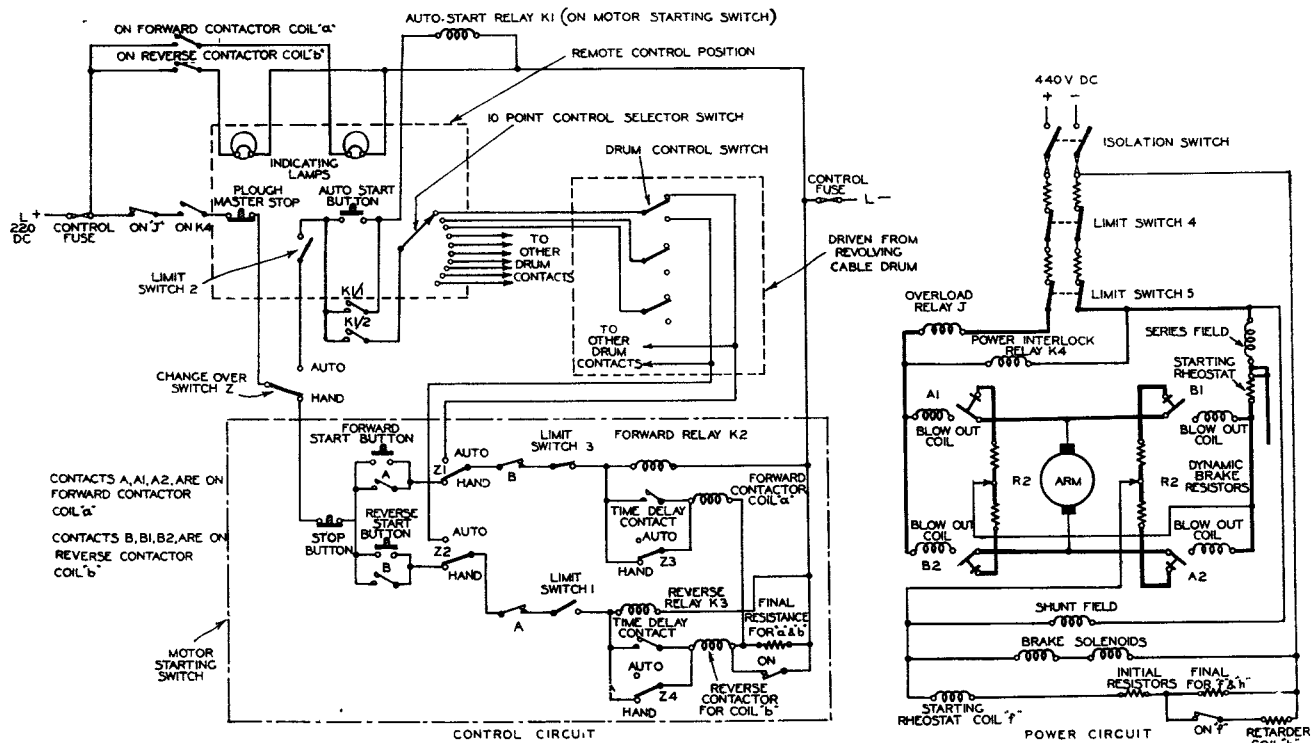 AUTO-START RELAY K1 (ON MOTOR STARTING SWITCH)
ON FORWARD CONTACTOR COIL "a"
ON REVERSE CONTACTOR COIL "b"
REMOTE CONTROL POSITION
10 POINT CONTROL SELECTOR SWITCH
DRUM CONTROL SWITCH
INDICATING
LAMPS
PLOUGH
MASTER STOP
AUTO START
BUTTON
CONTROL
FUSE
L -
L +
220
DC
CONTROL
FUSE
ON "J"
ON K4
LIMIT
SWITCH 2
K1/1
K1/2
TO
OTHER
DRUM
CONTACTS
DRIVEN FROM
REVOLVING
CABLE DRUM
TO
OTHER
DRUM
CONTACTS
AUTO
CHANGE OVER
SWITCH Z
HAND
FORWARD
START BUTTON
A
Z1
AUTO
HAND
B
LIMIT
SWITCH 3
FORWARD RELAY K2
FORWARD
CONTACTOR
COIL "a"
TIME DELAY
CONTACT
AUTO
Z3
HAND
CONTACTS A, A1, A2, ARE ON
FORWARD CONTACTOR
COIL "a"
CONTACTS B, B1, B2, ARE ON
REVERSE CONTACTOR
COIL "b"
STOP
BUTTON
REVERSE
START BUTTON
B
AUTO
Z2
HAND
A
LIMIT
SWITCH 1
REVERSE
RELAY K3
TIME DELAY
CONTACT
FINAL
RESISTANCE
FOR "a" & "b"
ON
AUTO
Z4
HAND
REVERSE
CONTACTOR
FOR COIL "b"
MOTOR
STARTING
SWITCH
CONTROL CIRCUIT
440V DC
+ -
ISOLATION SWITCH
LIMIT SWITCH 4
LIMIT SWITCH 5
OVERLOAD
RELAY J
POWER INTERLOCK
RELAY K4
SERIES FIELD
STARTING
RHEOSTAT
A1
B1
BLOW OUT
COIL
BLOW OUT
COIL
R2
ARM
R2
DYNAMIC
BRAKE
RESISTORS
BLOW OUT
COIL
BLOW OUT
COIL
B2
A2
SHUNT FIELD
BRAKE SOLENOIDS
INITIAL
RESISTORS
FINAL
FOR "f" & "h"
STARTING
RHEOSTAT COIL "f"
ON "f"
RETARDER
POWER CIRCUIT